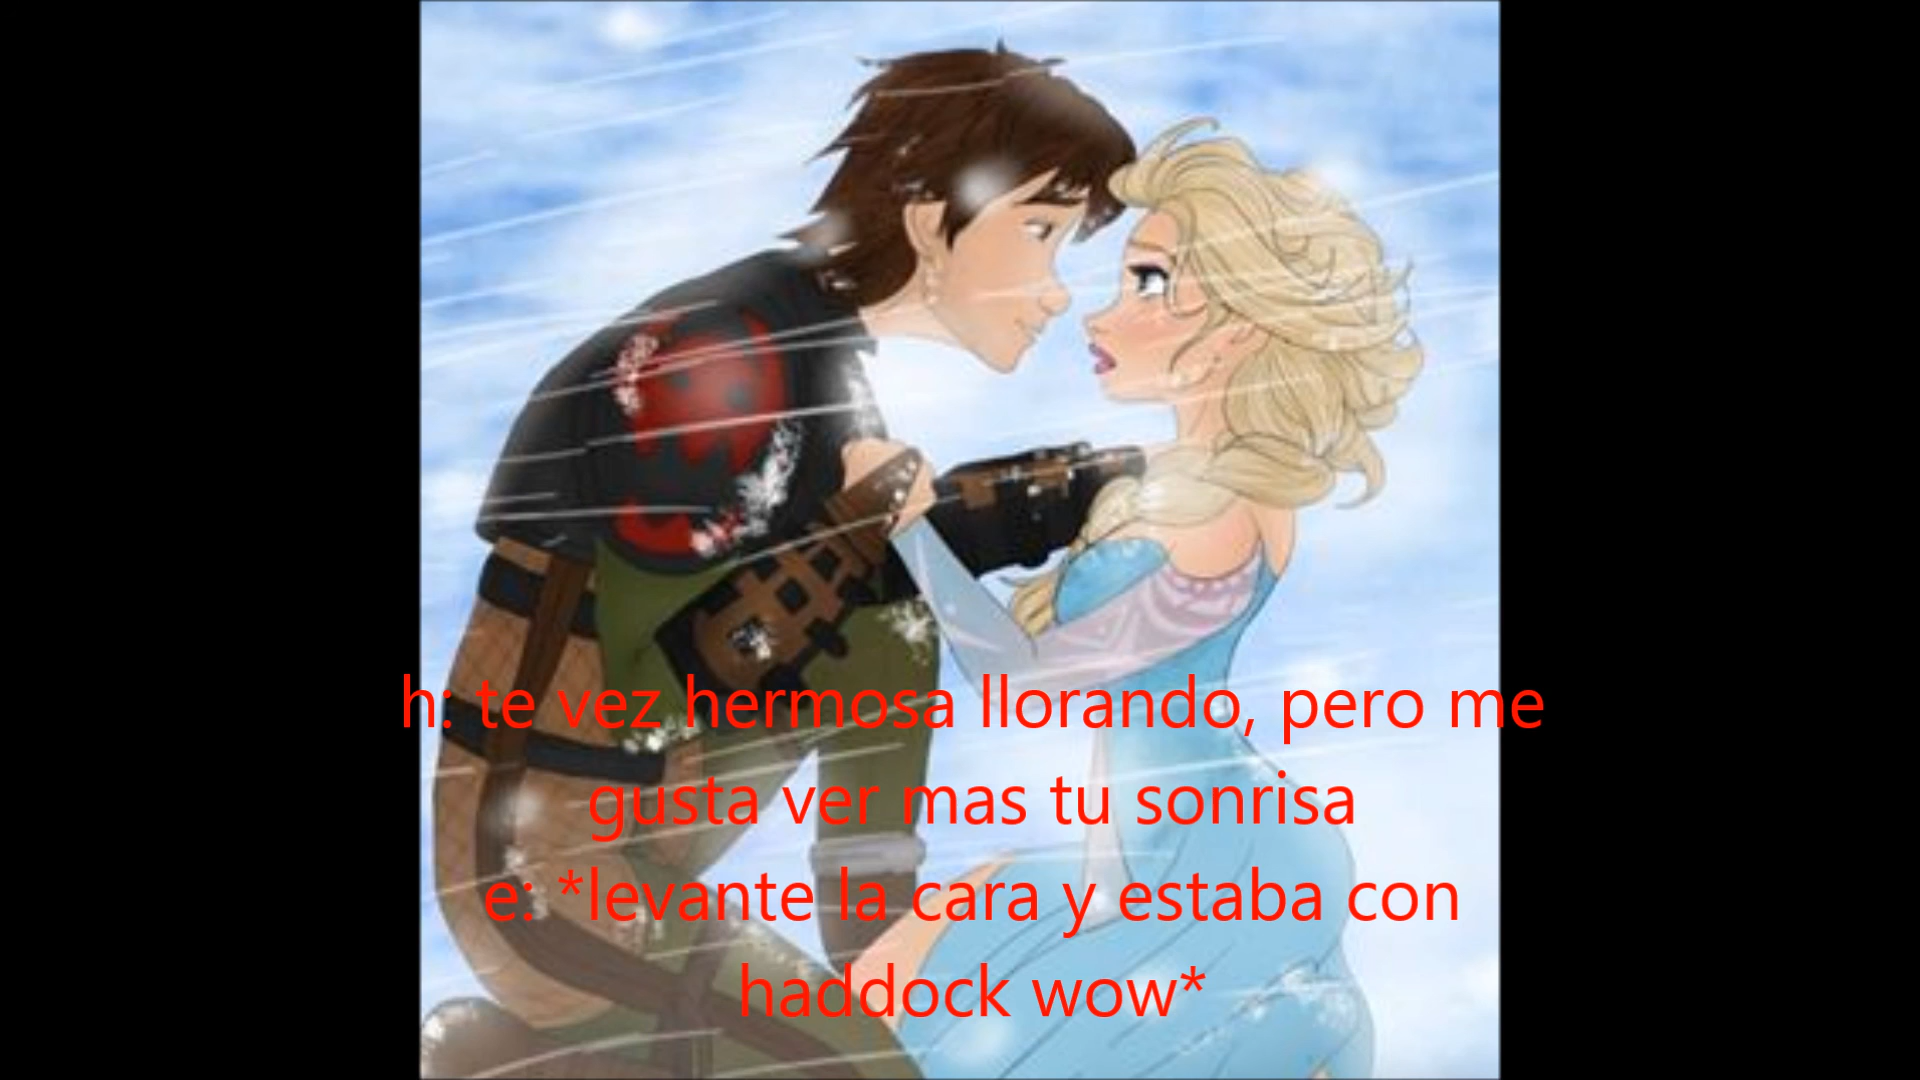 h: te vez hermosa llorando, pero me
gusta ver mas tu sonrisa
e: *levante la cara y estaba con
haddock wow*